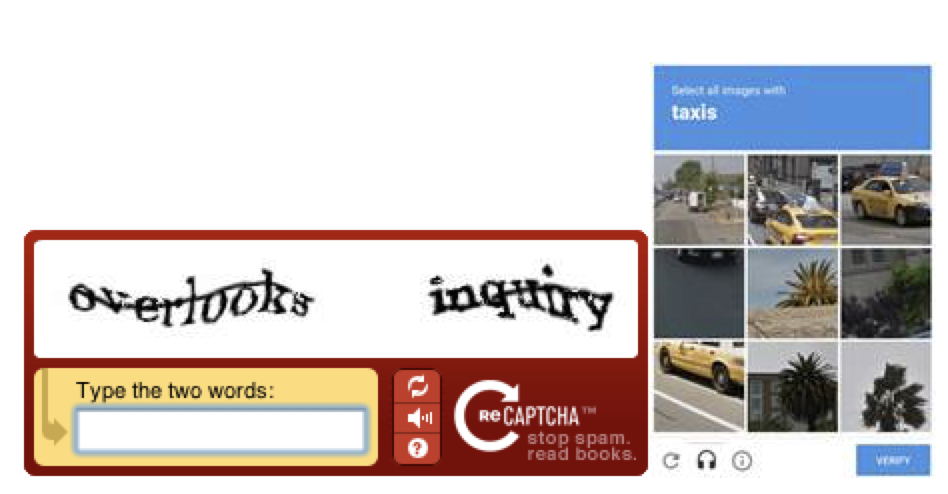 Select all images with
taxis
overlooks inquiry
Type the two words:
reCAPTCHA™
stop spam.
read books.
VERIFY